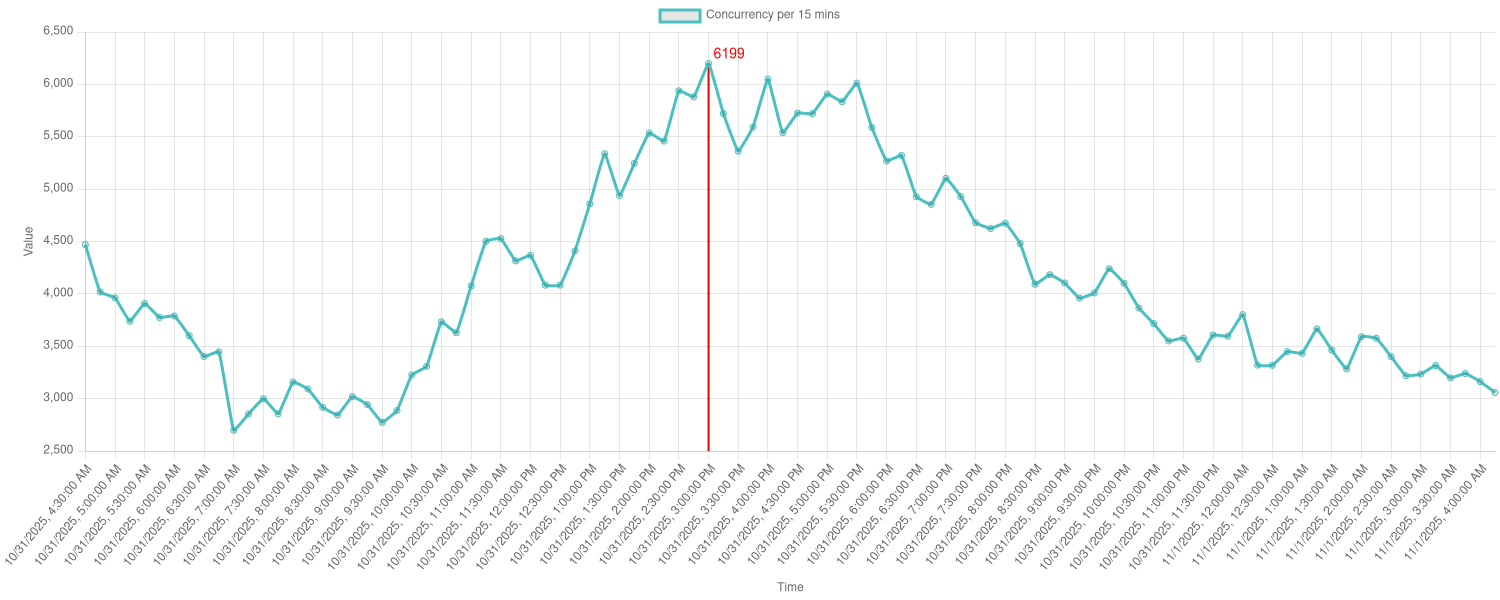 Concurrency per 15 mins
6,500
6,000
5,500
5,000
4,500
4,000
3,500
3,000
2,500
Value
6199
10/31/2025, 4:30:00 AM
10/31/2025, 5:00:00 AM
10/31/2025, 5:30:00 AM
10/31/2025, 6:00:00 AM
10/31/2025, 6:30:00 AM
10/31/2025, 7:00:00 AM
10/31/2025, 7:30:00 AM
10/31/2025, 8:00:00 AM
10/31/2025, 8:30:00 AM
10/31/2025, 9:00:00 AM
10/31/2025, 9:30:00 AM
10/31/2025, 10:00:00 AM
10/31/2025, 10:30:00 AM
10/31/2025, 11:00:00 AM
10/31/2025, 11:30:00 AM
10/31/2025, 12:00:00 PM
10/31/2025, 12:30:00 PM
10/31/2025, 1:00:00 PM
10/31/2025, 1:30:00 PM
10/31/2025, 2:00:00 PM
10/31/2025, 2:30:00 PM
10/31/2025, 3:00:00 PM
10/31/2025, 3:30:00 PM
10/31/2025, 4:00:00 PM
10/31/2025, 4:30:00 PM
10/31/2025, 5:00:00 PM
10/31/2025, 5:30:00 PM
10/31/2025, 6:00:00 PM
10/31/2025, 6:30:00 PM
10/31/2025, 7:00:00 PM
10/31/2025, 7:30:00 PM
10/31/2025, 8:00:00 PM
10/31/2025, 8:30:00 PM
10/31/2025, 9:00:00 PM
10/31/2025, 9:30:00 PM
10/31/2025, 10:00:00 PM
10/31/2025, 10:30:00 PM
10/31/2025, 11:00:00 PM
10/31/2025, 11:30:00 PM
11/1/2025, 12:00:00 AM
11/1/2025, 12:30:00 AM
11/1/2025, 1:00:00 AM
11/1/2025, 1:30:00 AM
11/1/2025, 2:00:00 AM
11/1/2025, 2:30:00 AM
11/1/2025, 3:00:00 AM
11/1/2025, 3:30:00 AM
11/1/2025, 4:00:00 AM
Time